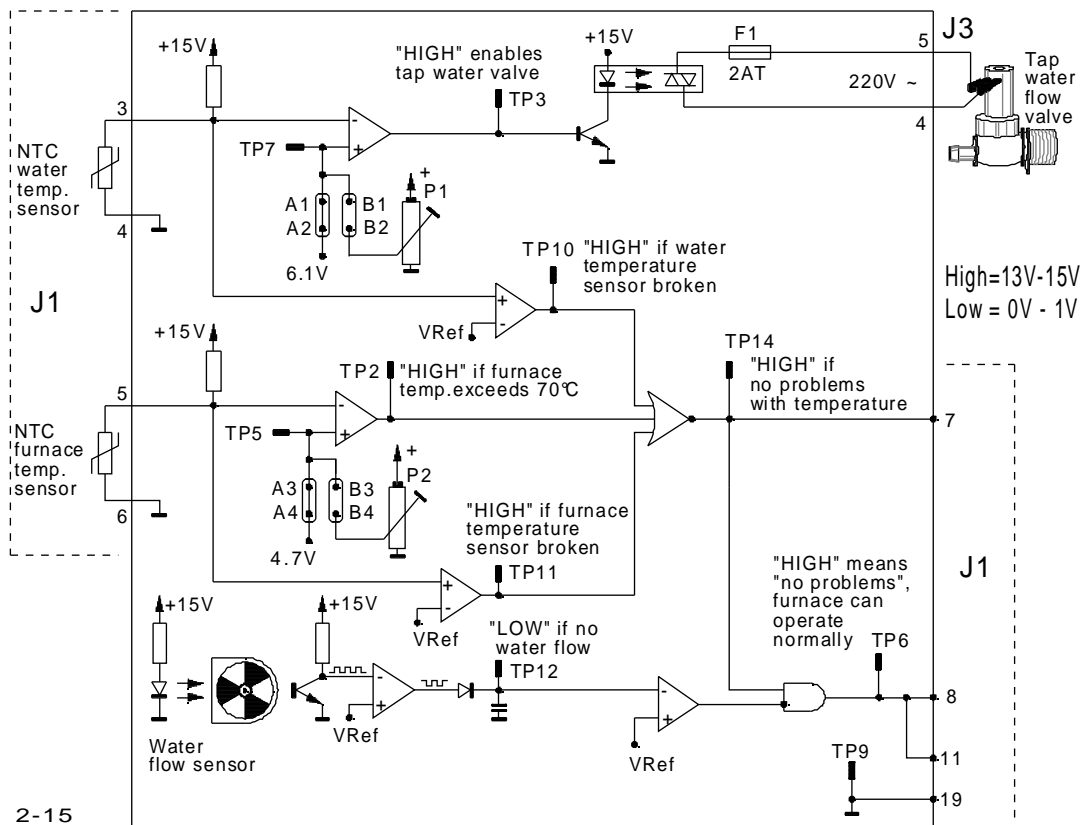 J3
+15V
+15V
F1
5
"HIGH" enables
tap water valve
2AT
220V ~
Tap
water
flow
valve
TP3
3
4
NTC
water
temp.
sensor
TP7
-
+
+
P1
A1
A2
B1
B2
4
6.1V
TP10
"HIGH" if water
temperature
sensor broken
High=13V-15V
Low = 0V - 1V
J1
+
-
VRef
+15V
TP14
"HIGH" if
no problems
with temperature
TP2
"HIGH" if furnace
temp.exceeds 70°C
5
-
+
7
TP5
NTC
furnace
temp.
sensor
+
P2
A3
A4
B3
B4
6
4.7V
"HIGH" if furnace
temperature
sensor broken
TP11
+
-
VRef
"HIGH" means
"no problems",
furnace can
operate
normally
J1
TP6
+15V
+15V
"LOW" if no
water flow
TP12
-
+
VRef
-
+
VRef
8
11
Water
flow sensor
TP9
19
2-15